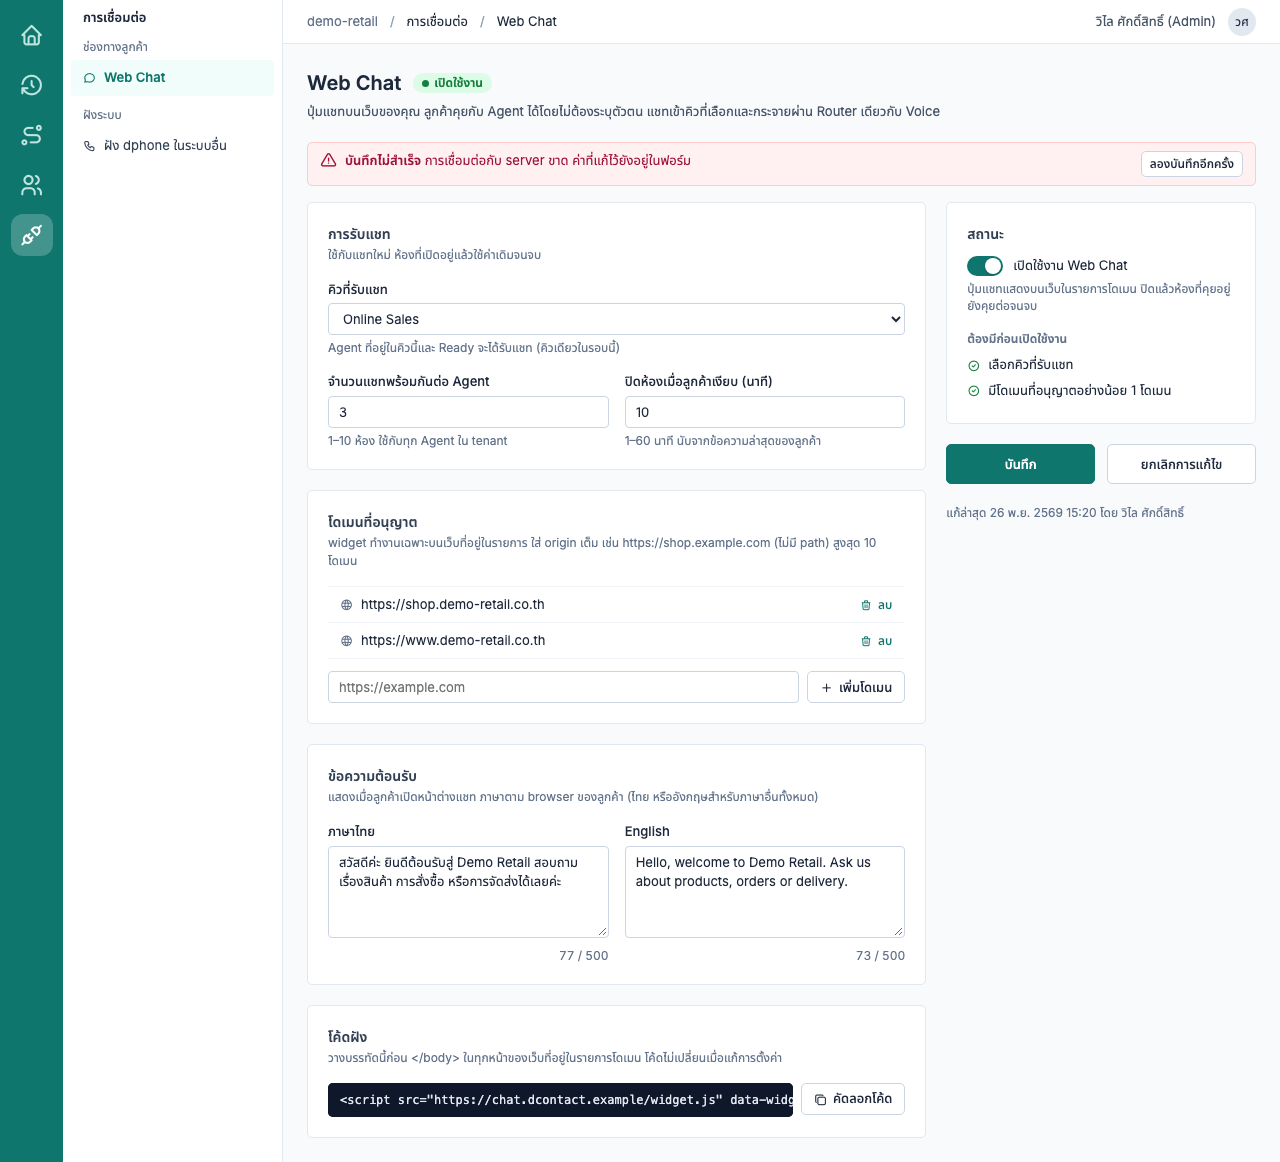 การเชื่อมต่อ
ช่องทางลูกค้า
Web Chat
ฝังระบบ
ฝัง dphone ในระบบอื่น
demo-retail / การเชื่อมต่อ / Web Chat
วิไล ศักดิ์สิทธิ์ (Admin) วศ
Web Chat เปิดใช้งาน
ปุ่มแชทบนเว็บของคุณ ลูกค้าคุยกับ Agent ได้โดยไม่ต้องระบุตัวตน แชทเข้าคิวที่เลือกและกระจายผ่าน Router เดียวกับ Voice
บันทึกไม่สำเร็จ การเชื่อมต่อกับ server ขาด ค่าที่แก้ไว้ยังอยู่ในฟอร์ม
ลองบันทึกอีกครั้ง
การรับแชท
ใช้กับแชทใหม่ ห้องที่เปิดอยู่แล้วใช้ค่าเดิมจนจบ
คิวที่รับแชท
Online Sales
Agent ที่อยู่ในคิวนี้และ Ready จะได้รับแชท (คิวเดียวในรอบนี้)
จำนวนแชทพร้อมกันต่อ Agent
3
1–10 ห้อง ใช้กับทุก Agent ใน tenant
ปิดห้องเมื่อลูกค้าเงียบ (นาที)
10
1–60 นาที นับจากข้อความล่าสุดของลูกค้า
โดเมนที่อนุญาต
widget ทำงานเฉพาะบนเว็บที่อยู่ในรายการ ใส่ origin เต็ม เช่น https://shop.example.com (ไม่มี path) สูงสุด 10
โดเมน
https://shop.demo-retail.co.th ลบ
https://www.demo-retail.co.th ลบ
https://example.com
เพิ่มโดเมน
ข้อความต้อนรับ
แสดงเมื่อลูกค้าเปิดหน้าต่างแชท ภาษาตาม browser ของลูกค้า (ไทย หรืออังกฤษสำหรับภาษาอื่นทั้งหมด)
ภาษาไทย
สวัสดีค่ะ ยินดีต้อนรับสู่ Demo Retail สอบถาม
เรื่องสินค้า การสั่งซื้อ หรือการจัดส่งได้เลยค่ะ
77 / 500
English
Hello, welcome to Demo Retail. Ask us
about products, orders or delivery.
73 / 500
โค้ดฝัง
วางบรรทัดนี้ก่อน </body> ในทุกหน้าของเว็บที่อยู่ในรายการโดเมน โค้ดไม่เปลี่ยนเมื่อแก้การตั้งค่า
<script src="https://chat.dcontact.example/widget.js" data-widg
คัดลอกโค้ด
สถานะ
เปิดใช้งาน Web Chat
ปุ่มแชทแสดงบนเว็บในรายการโดเมน ปิดแล้วห้องที่คุยอยู่
ยังคุยต่อจนจบ
ต้องมีก่อนเปิดใช้งาน
เลือกคิวที่รับแชท
มีโดเมนที่อนุญาตอย่างน้อย 1 โดเมน
บันทึก
ยกเลิกการแก้ไข
แก้ล่าสุด 26 พ.ย. 2569 15:20 โดย วิไล ศักดิ์สิทธิ์